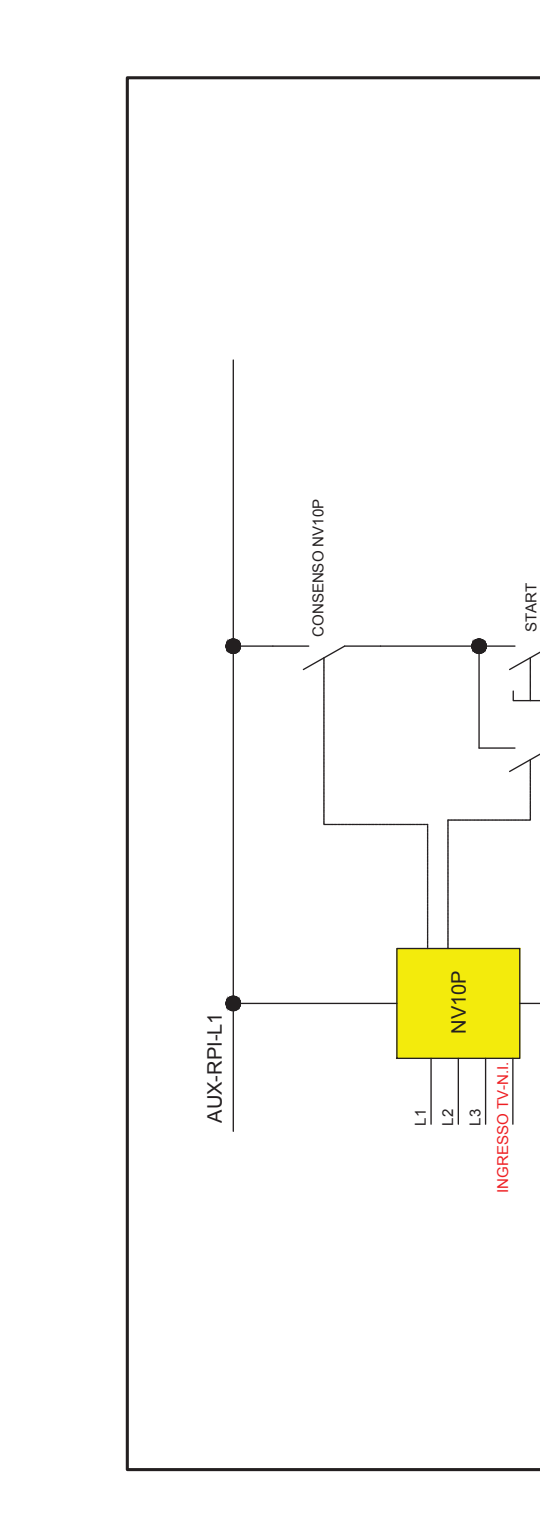 AUX-RPI-L1
CONSENSO NV10P
START
NV10P
L1
L2
L3
INGRESSO TV-N.I.